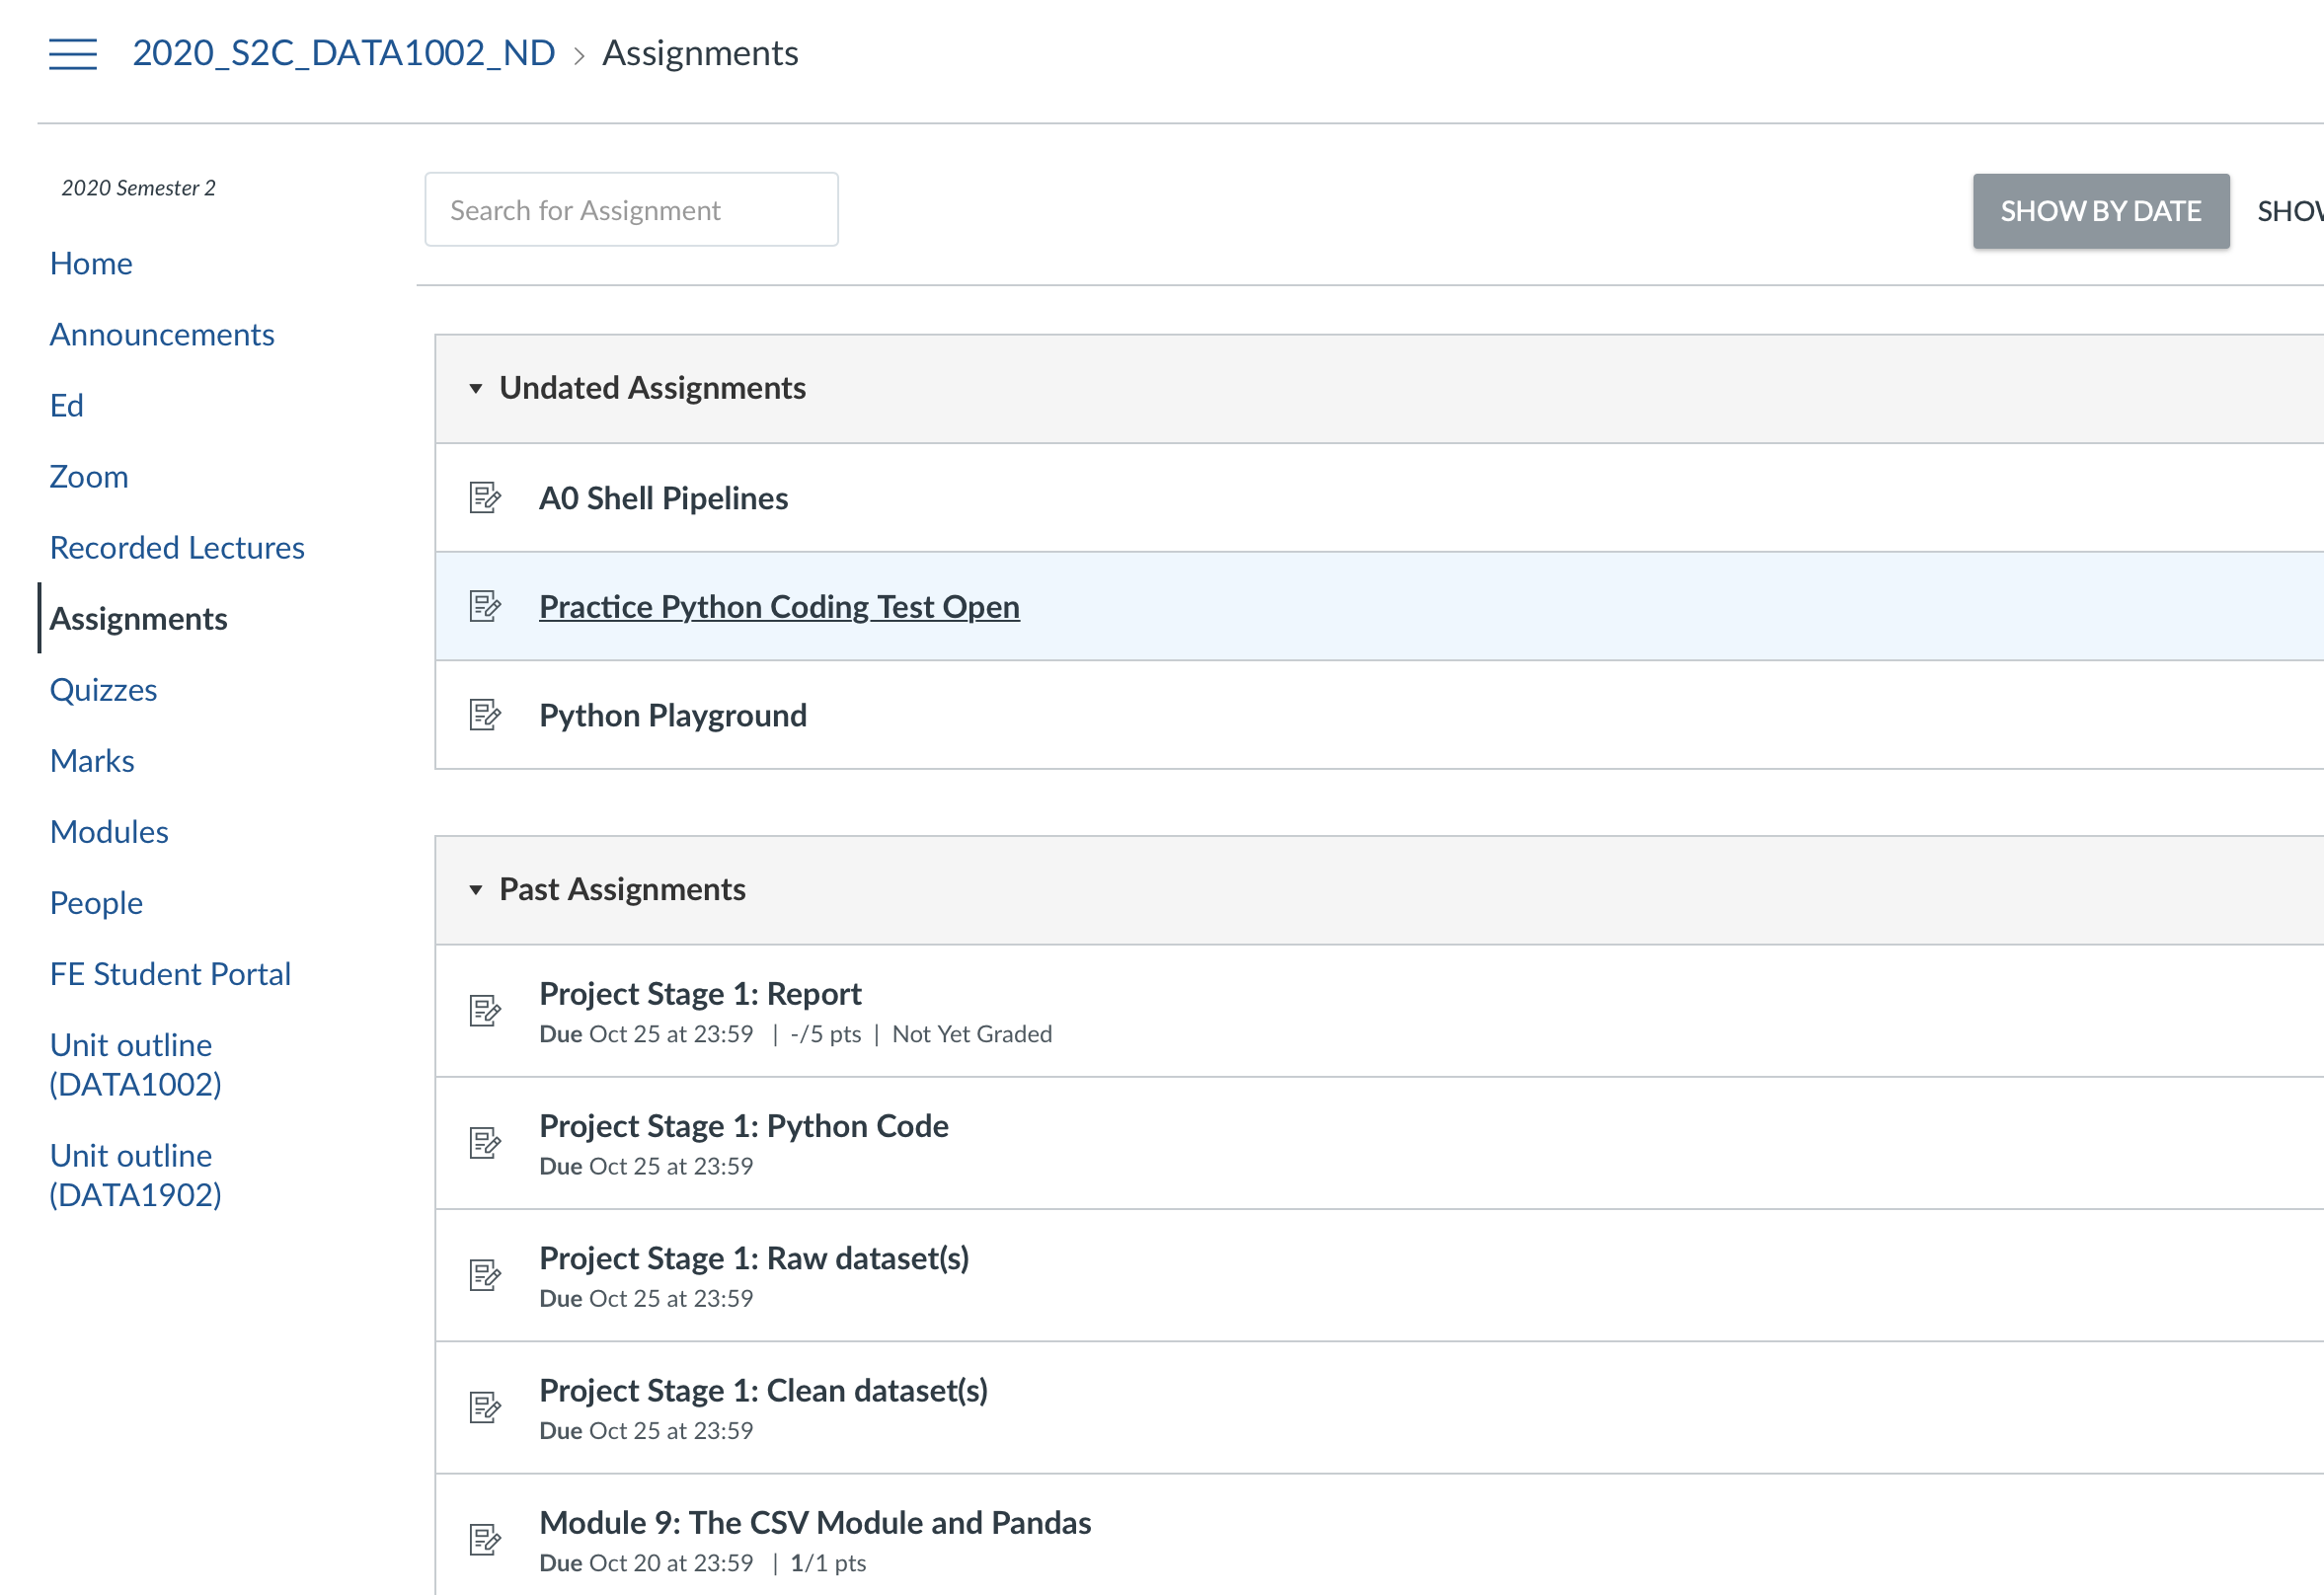 2020_S2C_DATA1002_ND > Assignments
2020 Semester 2
Home
Announcements
Ed
Zoom
Recorded Lectures
Assignments
Quizzes
Marks
Modules
People
FE Student Portal
Unit outline
(DATA1002)
Unit outline
(DATA1902)
Search for Assignment
SHOW BY DATE
Undated Assignments
A0 Shell Pipelines
Practice Python Coding Test Open
Python Playground
Past Assignments
Project Stage 1: Report
Due Oct 25 at 23:59 | -/5 pts | Not Yet Graded
Project Stage 1: Python Code
Due Oct 25 at 23:59
Project Stage 1: Raw dataset(s)
Due Oct 25 at 23:59
Project Stage 1: Clean dataset(s)
Due Oct 25 at 23:59
Module 9: The CSV Module and Pandas
Due Oct 20 at 23:59 | 1/1 pts